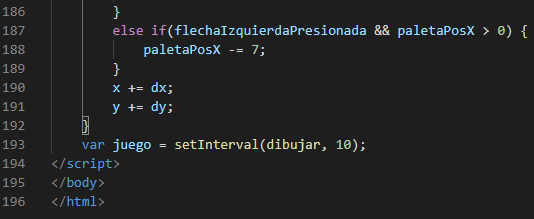 186 }
187 else if(flechaIzquierdaPresionada && paletaPosX > 0) {
188 paletaPosX -= 7;
189 }
190 x += dx;
191 y += dy;
192 }
193 var juego = setInterval(dibujar, 10);
194 </script>
195 </body>
196 </html>